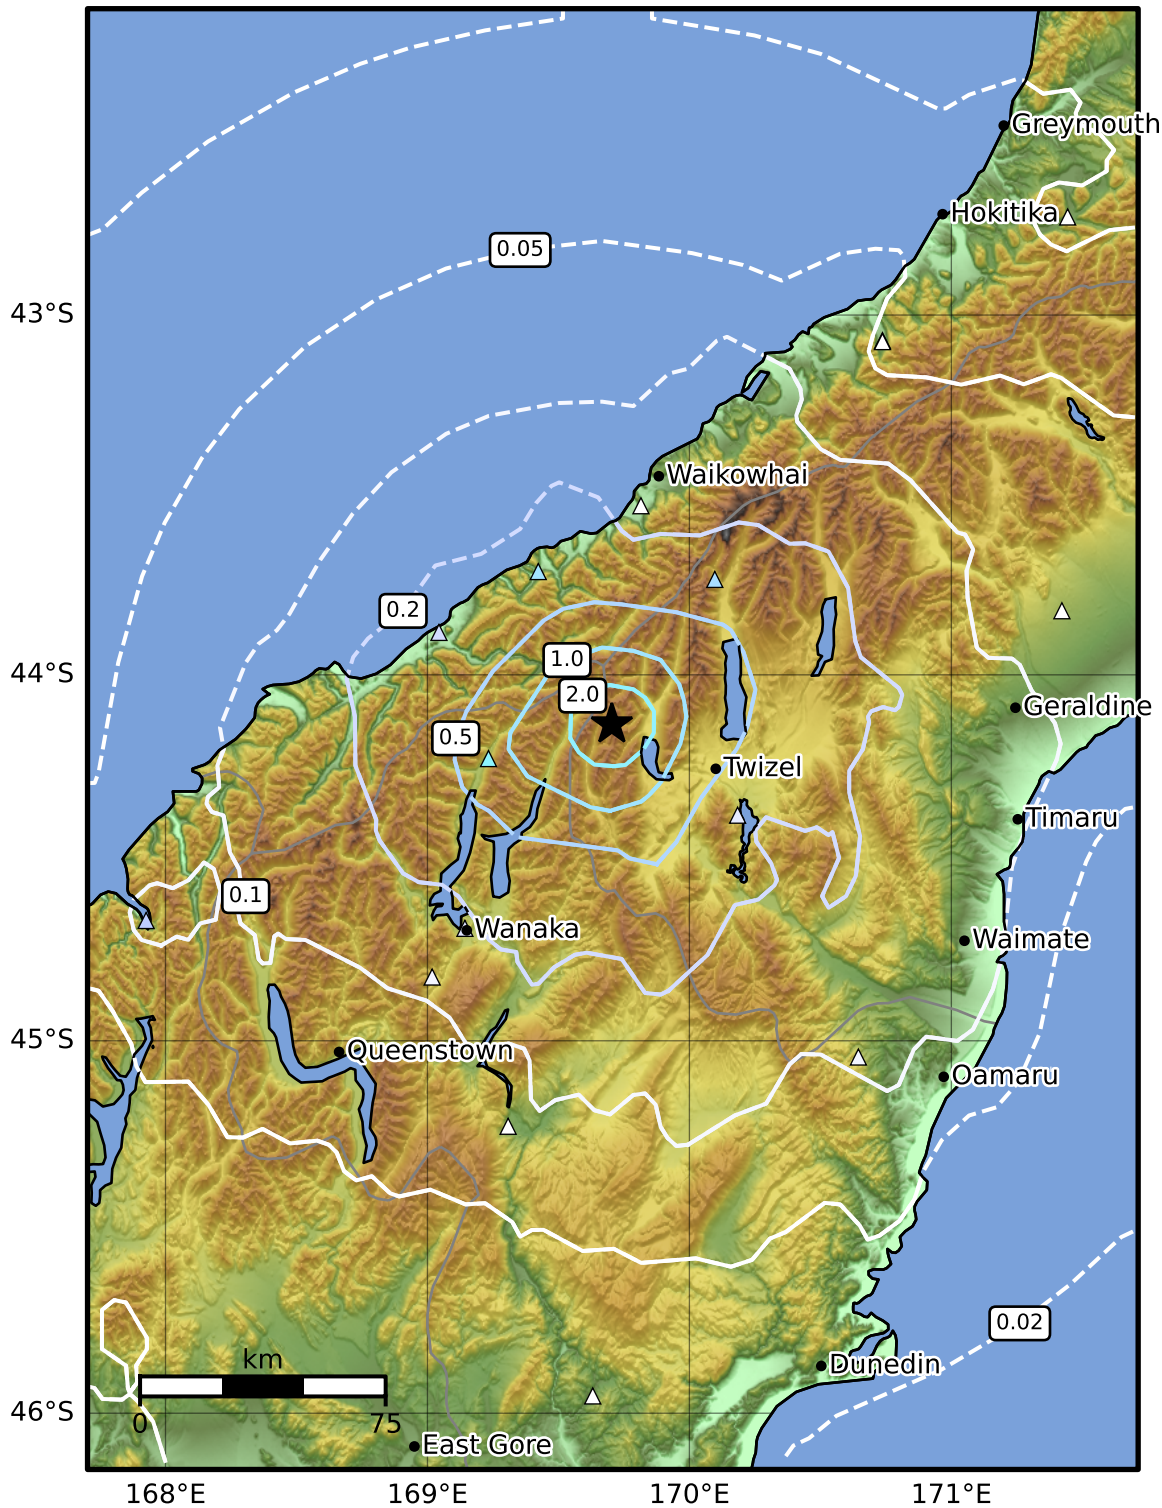 Greymouth
Hokitika
0.05
43°S
Waikowhai
0.2
1.0
44°S
2.0
Geraldine
0.5
Twizel
Timaru
0.1
Wanaka
Waimate
45°S
Queenstown
Oamaru
0.02
km
Dunedin
46°S
0 75
East Gore
168°E 169°E 170°E 171°E